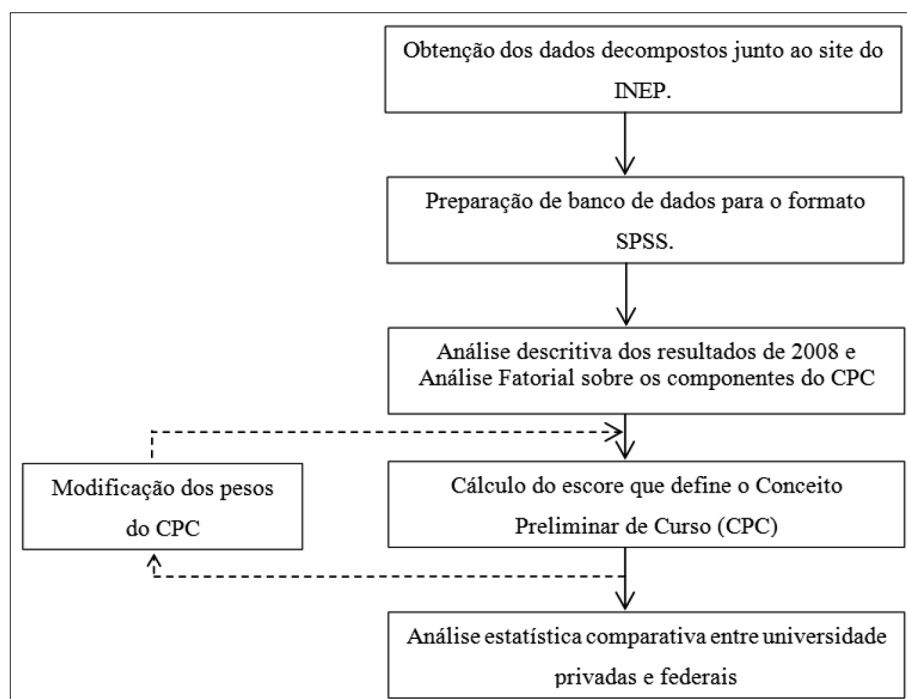 Obtenção dos dados decompostos junto ao site do
INEP.
Preparação de banco de dados para o formato
SPSS.
Análise descritiva dos resultados de 2008 e
Análise Fatorial sobre os componentes do CPC
Modificação dos pesos
do CPC
Cálculo do escore que define o Conceito
Preliminar de Curso (CPC)
Análise estatística comparativa entre universidade
privadas e federais